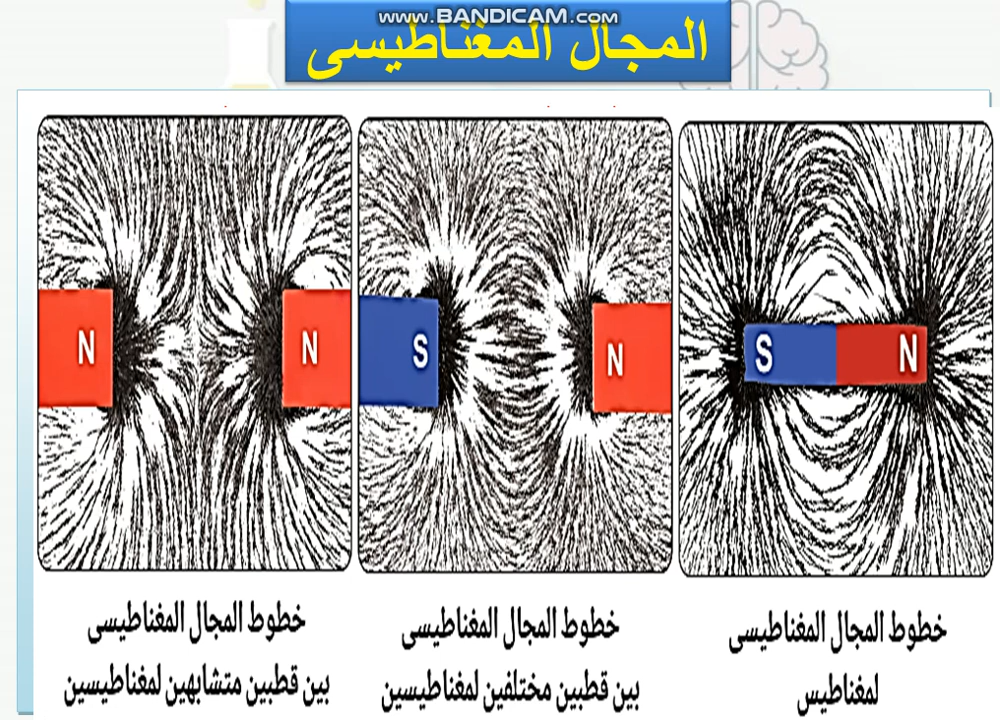 www.BANDICAM.com
المجال المغناطيسى
N
N
S
N
S
N
خطوط المجال المغناطيسى
لمغناطيس
خطوط المجال المغناطيسى
بين قطبين مختلفين لمغناطيسين
خطوط المجال المغناطيسى
بين قطبين متشابهين لمغناطيسين